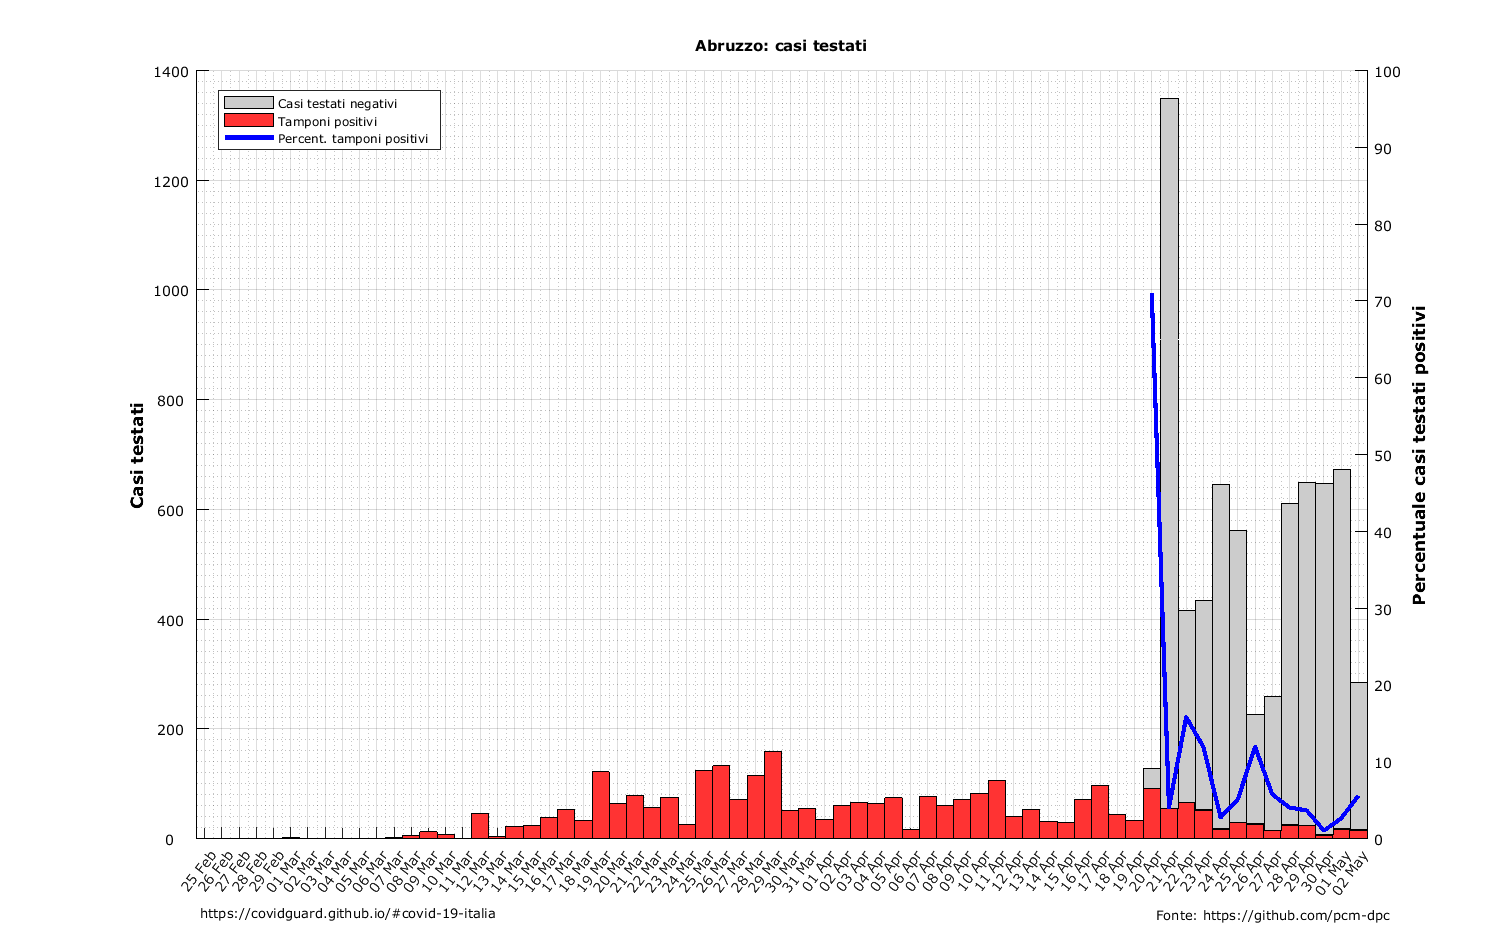 Abruzzo: casi testati
Casi testati negativi
Tamponi positivi
Percent. tamponi positivi
1400
1200
1000
800
600
400
200
0
Casi testati
100
90
80
70
60
50
40
30
20
10
0
Percentuale casi testati positivi
25 Feb
26 Feb
27 Feb
28 Feb
29 Feb
01 Mar
02 Mar
03 Mar
04 Mar
05 Mar
06 Mar
07 Mar
08 Mar
09 Mar
10 Mar
11 Mar
12 Mar
13 Mar
14 Mar
15 Mar
16 Mar
17 Mar
18 Mar
19 Mar
20 Mar
21 Mar
22 Mar
23 Mar
24 Mar
25 Mar
26 Mar
27 Mar
28 Mar
29 Mar
30 Mar
31 Mar
01 Apr
02 Apr
03 Apr
04 Apr
05 Apr
06 Apr
07 Apr
08 Apr
09 Apr
10 Apr
11 Apr
12 Apr
13 Apr
14 Apr
15 Apr
16 Apr
17 Apr
18 Apr
19 Apr
20 Apr
21 Apr
22 Apr
23 Apr
24 Apr
25 Apr
26 Apr
27 Apr
28 Apr
29 Apr
30 Apr
01 May
02 May
https://covidguard.github.io/#covid-19-italia
Fonte: https://github.com/pcm-dpc